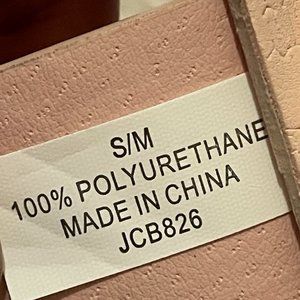 S/M
100% POLYURETHANE
MADE IN CHINA
JCB826